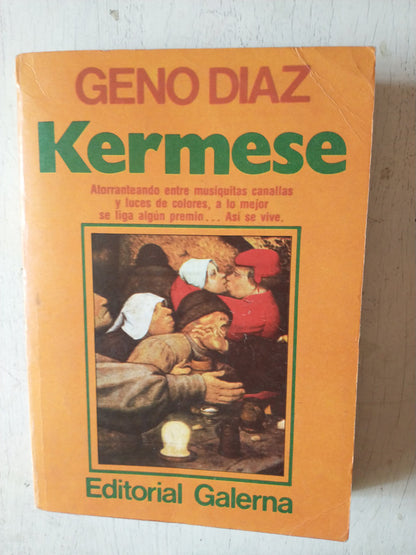 GENO DIAZ
Kermese
Atorranteando entre musiquitas canallas
y luces de colores, a lo mejor
se liga algún premio... Así se vive.
Editorial Galerna